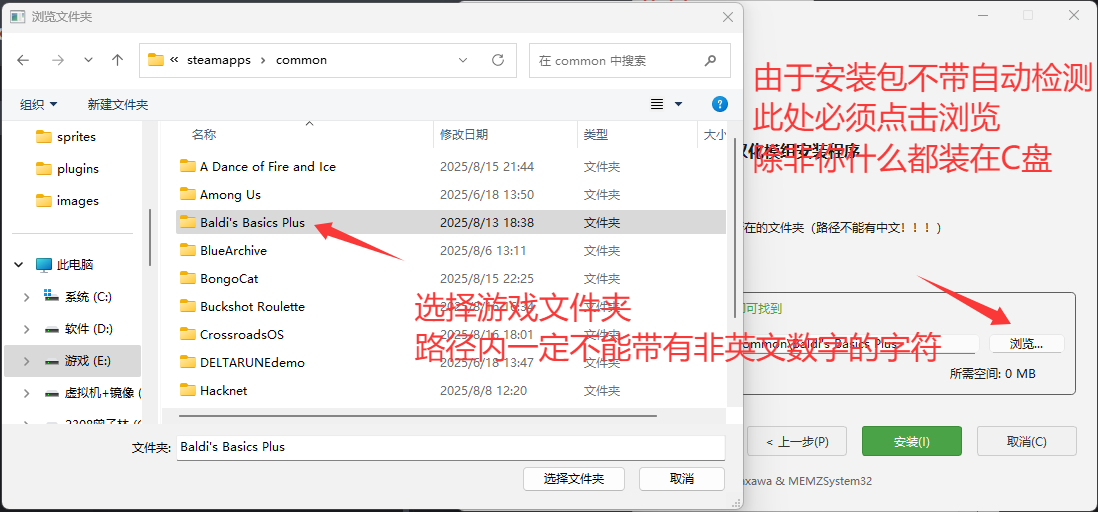 浏览文件夹
« steamapps › common
在 common 中搜索
组织
新建文件夹
?
sprites
plugins
images
此电脑
系统 (C:)
软件 (D:)
游戏 (E:)
虚拟机+镜像 (
名称 修改日期 类型 大小
A Dance of Fire and Ice 2025/8/15 21:44 文件夹
Among Us 2025/6/18 13:50 文件夹
Baldi's Basics Plus 2025/8/13 18:38 文件夹
BlueArchive 2025/8/6 13:11 文件夹
BongoCat 2025/8/15 22:25 文件夹
Buckshot Roulette 文件夹
CrossroadsOS 2025/8/16 18:01 文件夹
DELTARUNEdemo 2025/6/18 13:47 文件夹
Hacknet 2025/8/8 12:20 文件夹
文件夹: Baldi's Basics Plus
选择文件夹
取消
选择游戏文件夹
路径内一定不能带有非英文数字的字符
由于安装包不带自动检测
此处必须点击浏览
除非你什么都装在C盘
汉化模组安装程序
在的文件夹（路径不能有中文！！！）
可找到
ommon\Baldi's Basics Plus
浏览...
所需空间: 0 MB
< 上一步(P)
安装(I)
取消(C)
xawa & MEMZSystem32